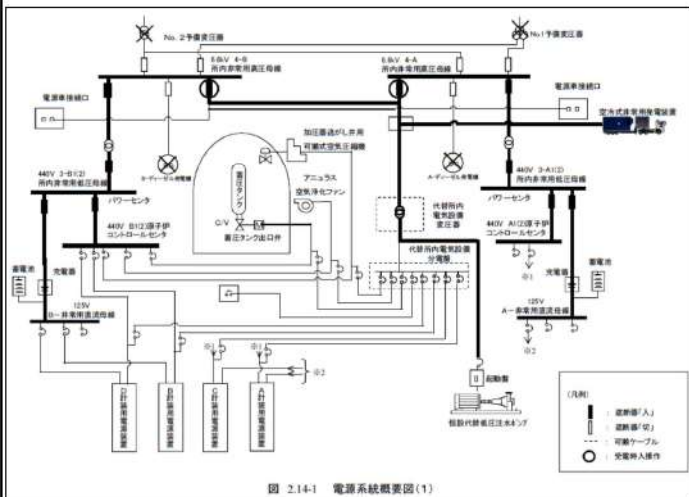 No. 2予備変圧器
No1予備変圧器
6.6kV 4-B
所内非常用高圧母線
6.6kV 4-A
所内非常用高圧母線
電源車接続口
電源車接続口
空冷式非常用発電装置
B-ディーゼル発電機
A-ディーゼル発電機
加圧器逃がし弁用
可搬式空気圧縮機
アニュラス
空気浄化ファン
蓄圧タンク
C/V
蓄圧タンク出口弁
440V 3-B1(2)
所内非常用低圧母線
パワーセンタ
440V B1(2)原子炉
コントロールセンタ
440V 3-A1(2)
所内非常用低圧母線
パワーセンタ
440V A1(2)原子炉
コントロールセンタ
代替所内
電気設備
変圧器
代替所内電気設備
分電盤
蓄電池
充電器
125V
B-非常用直流母線
充電器
蓄電池
125V
A-非常用直流母線
※1
※2
※1
※1
※2
D計装用電源装置
B計装用電源装置
C計装用電源装置
A計装用電源装置
起動盤
恒設代替低圧注水ポンプ
(凡例)
: 遮断器「入」
: 遮断器「切」
: 可搬ケーブル
: 受電時入操作
図 2.14-1 電源系統概要図(1)